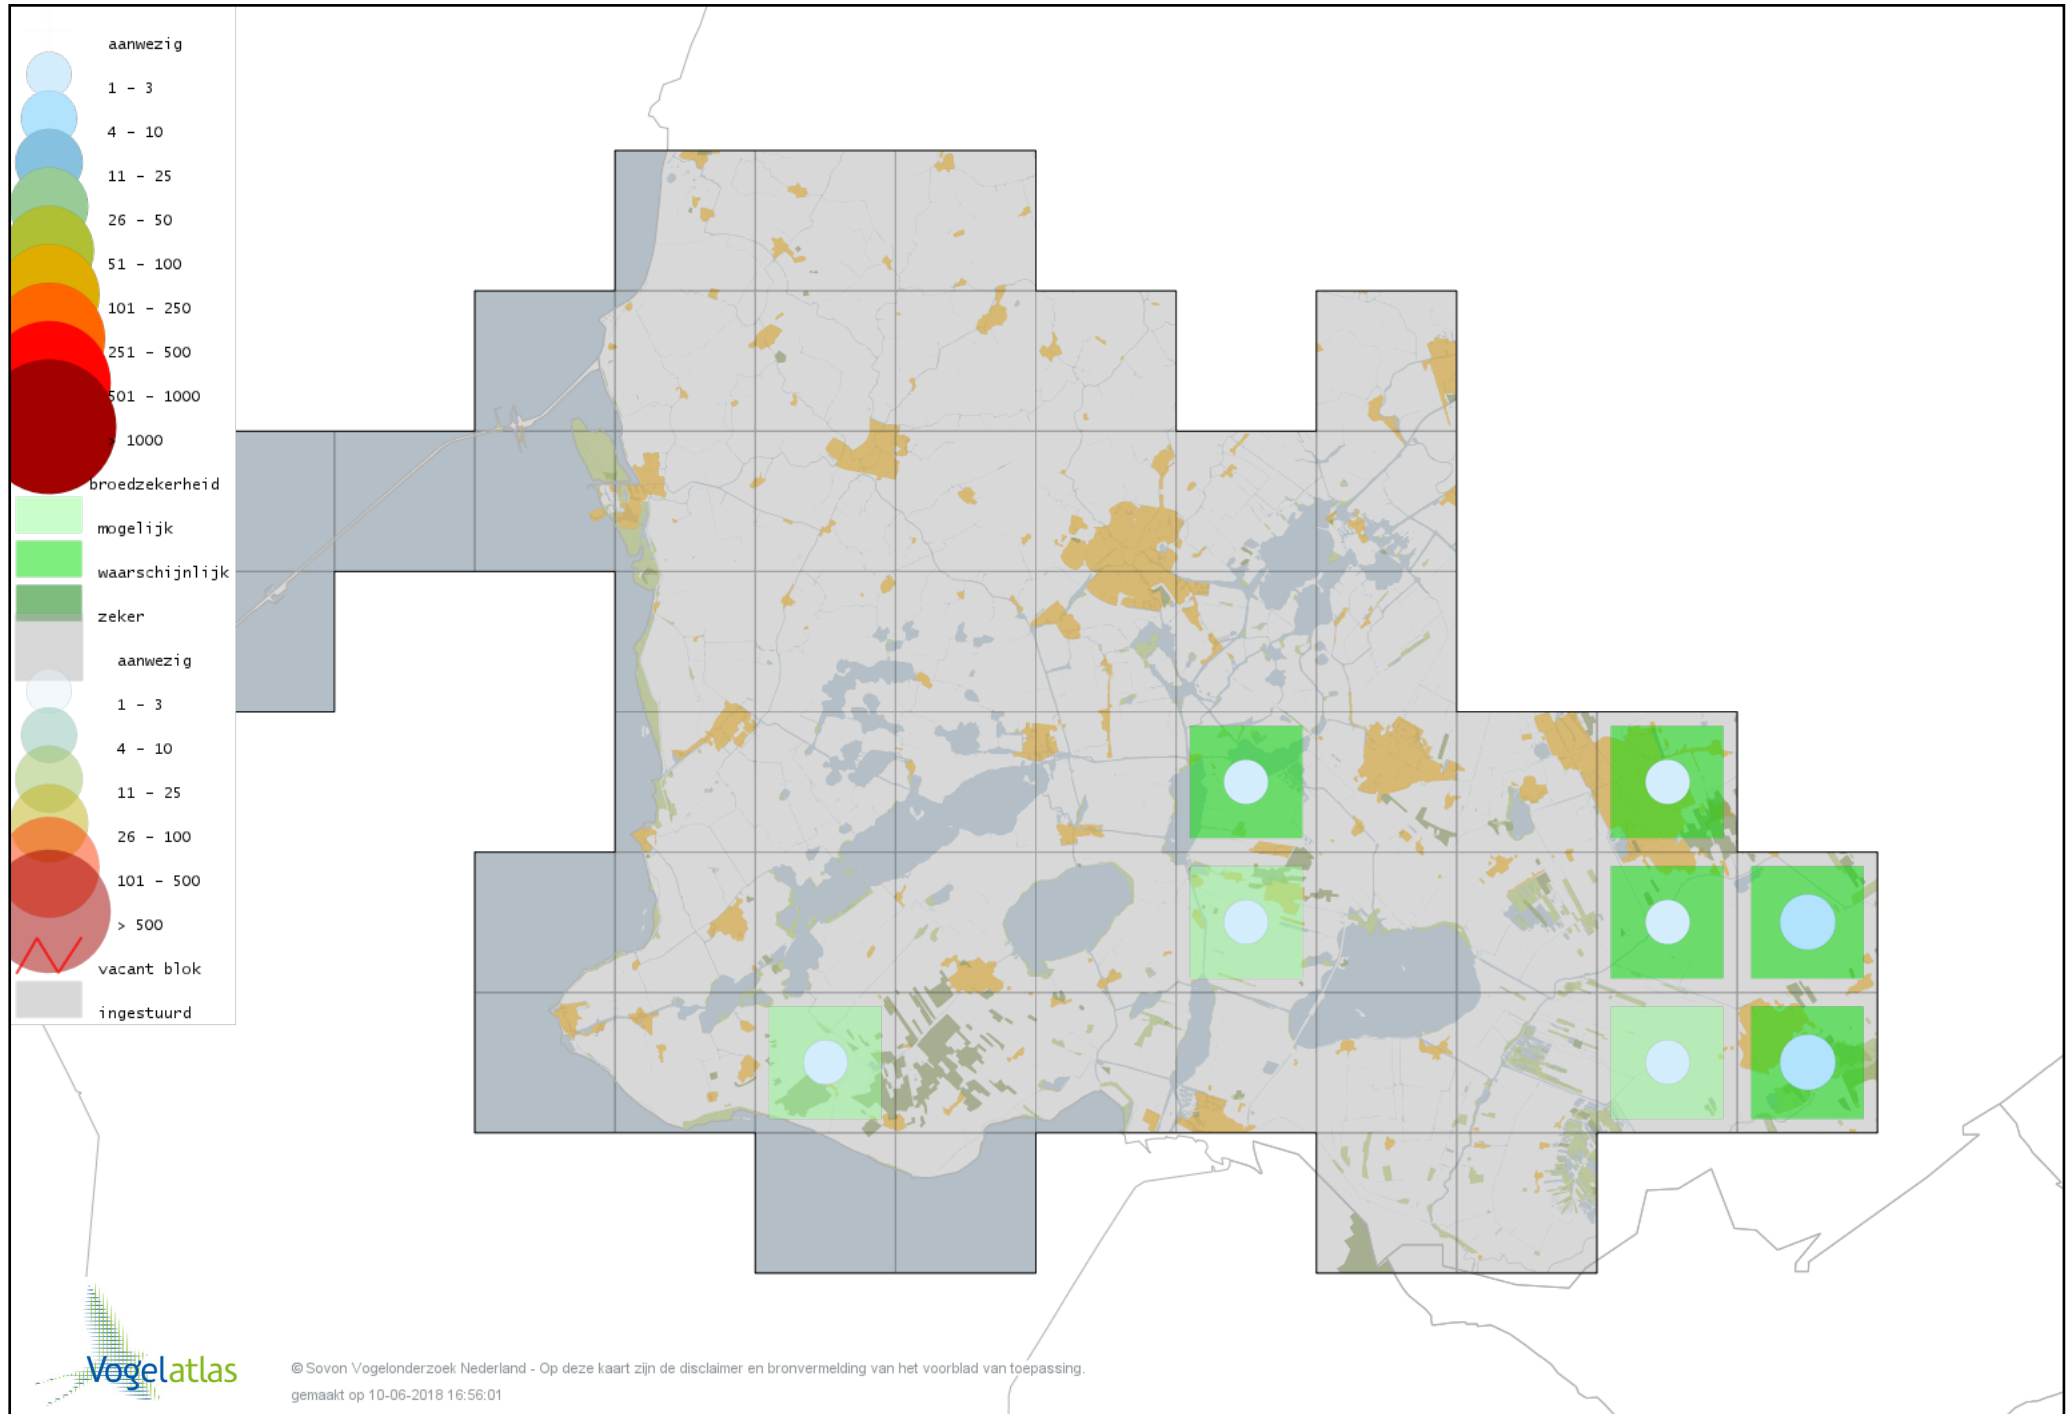 aanwezig
1 - 3
4 - 10
11 - 25
26 - 50
51 - 100
101 - 250
251 - 500
501 - 1000
> 1000
broedzekerheid
mogelijk
waarschijnlijk
zeker
aanwezig
1 - 3
4 - 10
11 - 25
26 - 100
101 - 500
> 500
vacant blok
ingestuurd
Vogelatlas
© Sovon Vogelonderzoek Nederland - Op deze kaart zijn de disclaimer en bronvermelding van het voorblad van toepassing.
gemaakt op 10-06-2018 16:56:01